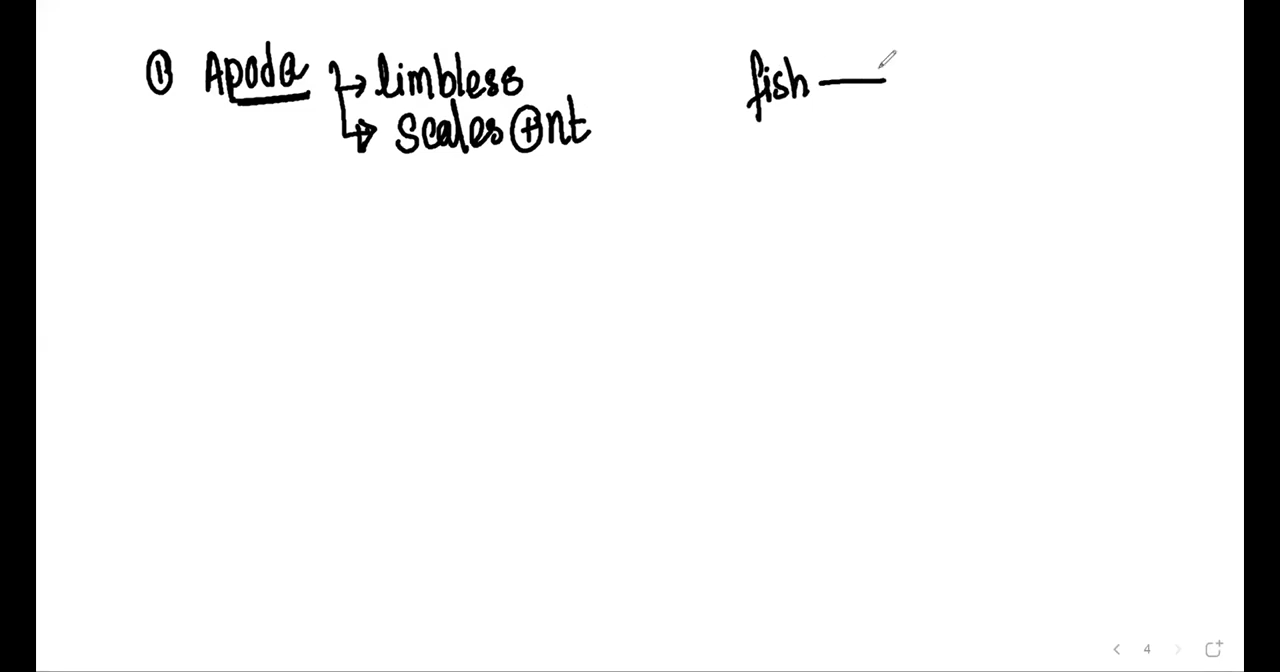 ① Apoda → limbless
→ scales ⊕nt
fish —
4